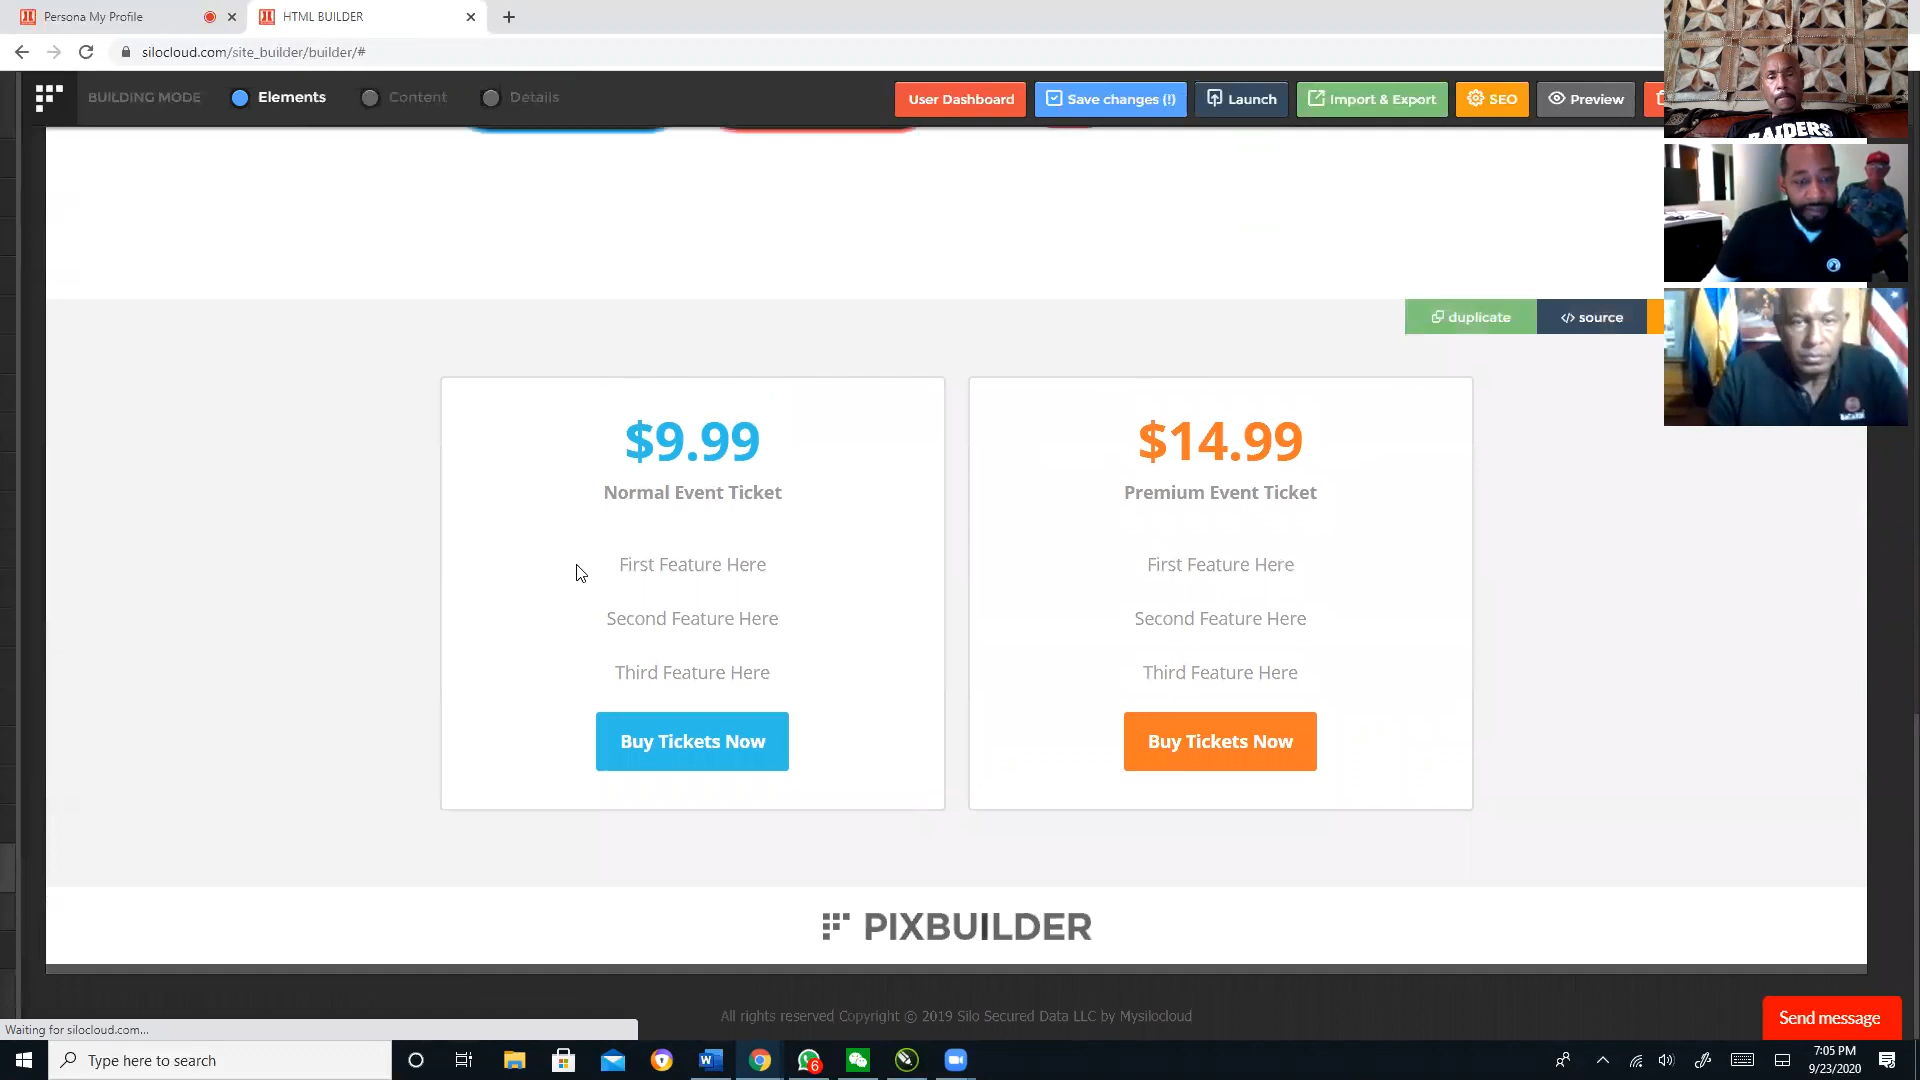 Persona My Profile
HTML BUILDER
silocloud.com/site_builder/builder/#
BUILDING MODE
Elements
Content
Details
User Dashboard
Save changes (!)
Launch
Import & Export
SEO
Preview
RAIDERS
duplicate
</> source
$9.99
Normal Event Ticket
First Feature Here
Second Feature Here
Third Feature Here
Buy Tickets Now
$14.99
Premium Event Ticket
First Feature Here
Second Feature Here
Third Feature Here
Buy Tickets Now
PIXBUILDER
All rights reserved Copyright © 2019 Silo Secured Data LLC by Mysilocloud
Send message
Waiting for silocloud.com...
Type here to search
6
7:05 PM
9/23/2020